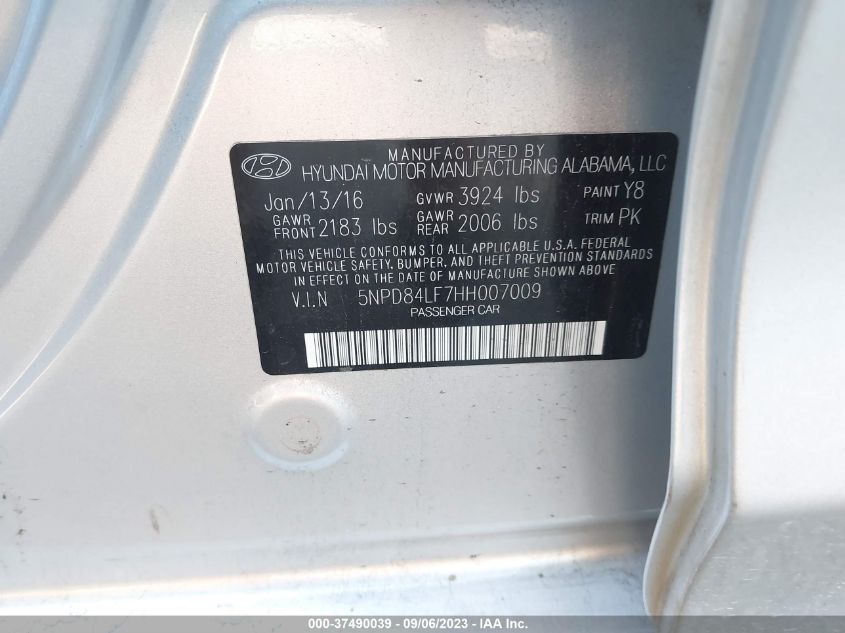 MANUFACTURED BY
HYUNDAI MOTOR MANUFACTURING ALABAMA, LLC
Jan/13/16 GVWR 3924 lbs PAINT Y8
GAWR FRONT 2183 lbs GAWR REAR 2006 lbs TRIM PK
THIS VEHICLE CONFORMS TO ALL APPLICABLE U.S.A. FEDERAL
MOTOR VEHICLE SAFETY, BUMPER, AND THEFT PREVENTION STANDARDS
IN EFFECT ON THE DATE OF MANUFACTURE SHOWN ABOVE
V.I.N 5NPD84LF7HH007009
PASSENGER CAR
000-37490039 - 09/06/2023 - IAA Inc.